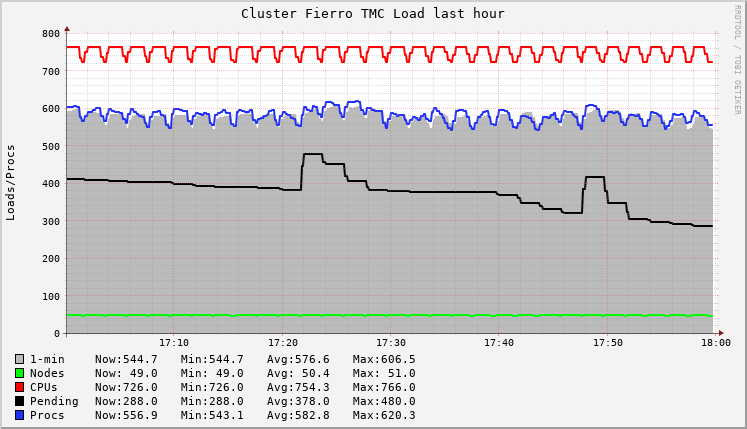 Cluster Fierro TMC Load last hour
RRDTOOL / TOBI OETIKER
Loads/Procs
800
700
600
500
400
300
200
100
0
17:10 17:20 17:30 17:40 17:50 18:00
1-min Now:544.7 Min:544.7 Avg:576.6 Max:606.5
Nodes Now: 49.0 Min: 49.0 Avg: 50.4 Max: 51.0
CPUs Now:726.0 Min:726.0 Avg:754.3 Max:766.0
Pending Now:288.0 Min:288.0 Avg:378.0 Max:480.0
Procs Now:556.9 Min:543.1 Avg:582.8 Max:620.3